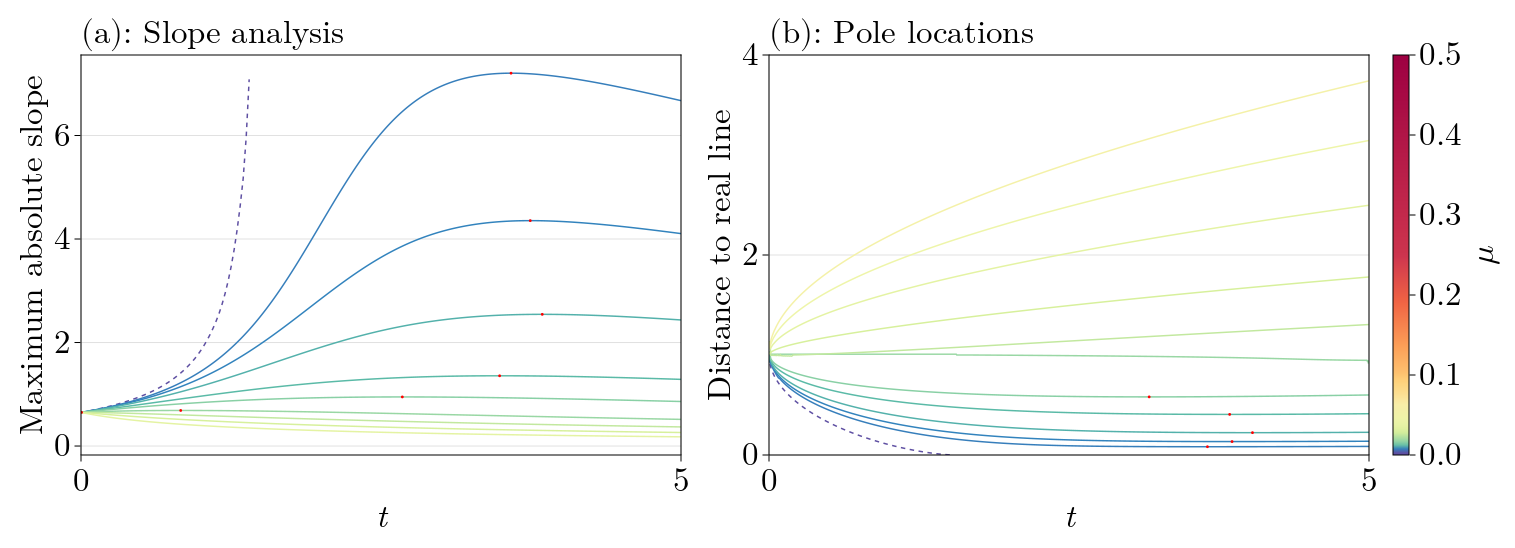 (a): Slope analysis
Maximum absolute slope
6
4
2
0
0
5
t
(b): Pole locations
Distance to real line
4
2
0
0
5
t
0.5
0.4
0.3
0.2
0.1
0.0
μ